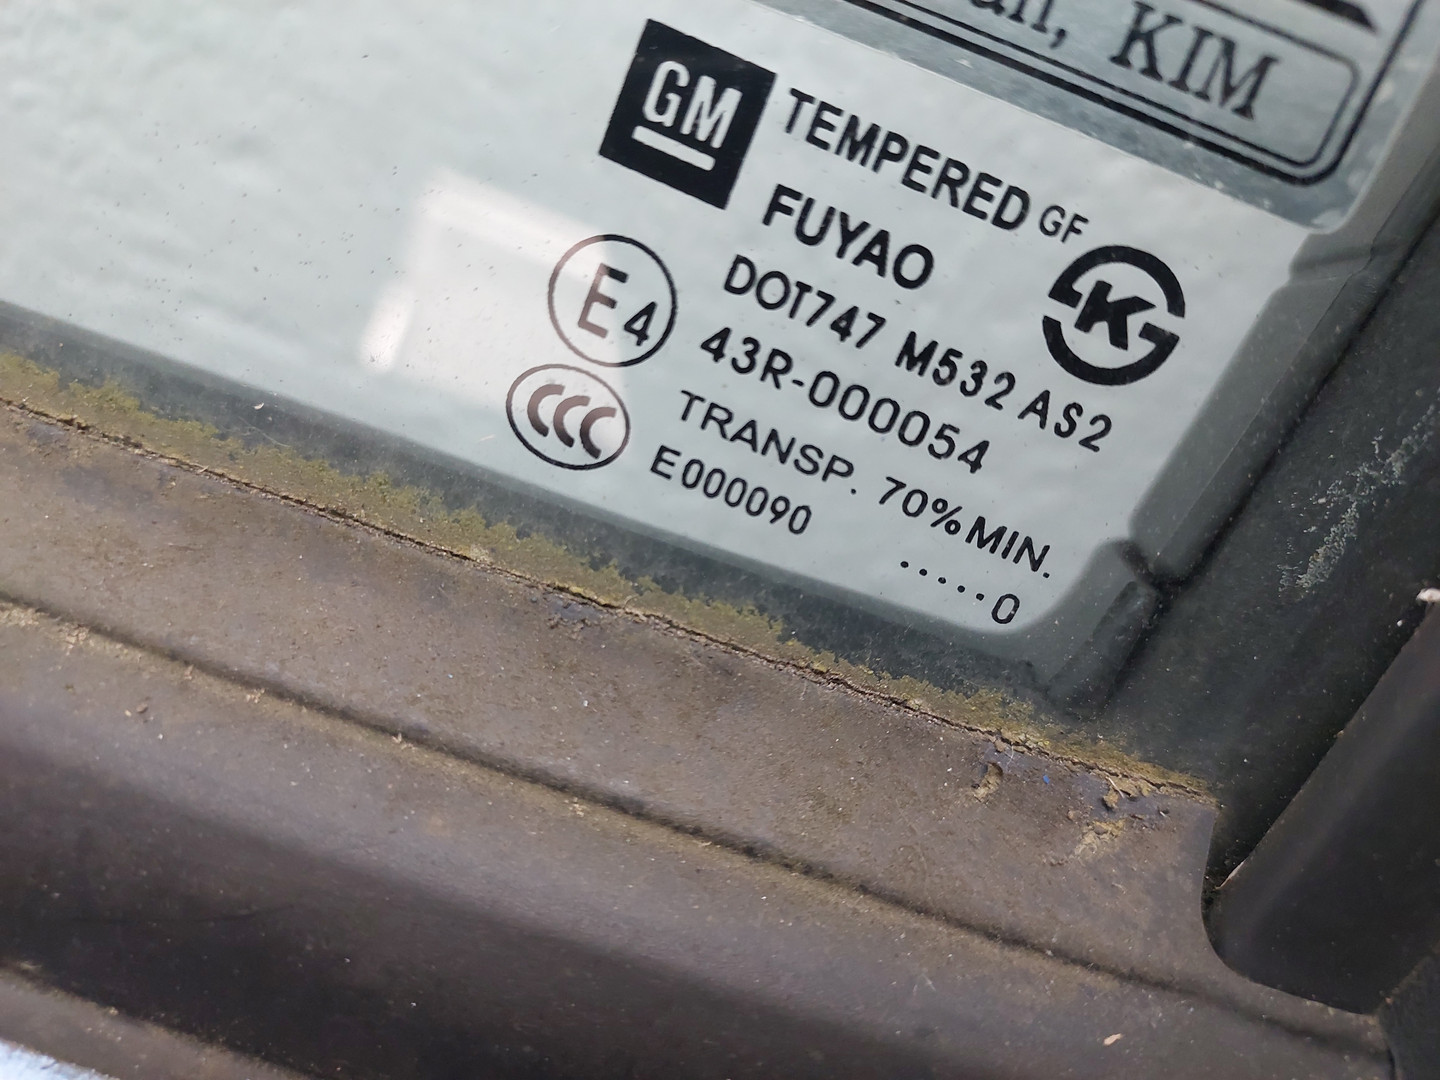 KIM
GM
TEMPERED GF
FUYAO
DOT747 M532 AS2
E4
43R-000054
K
CCC
TRANSP. 70%MIN.
E000090
.....0